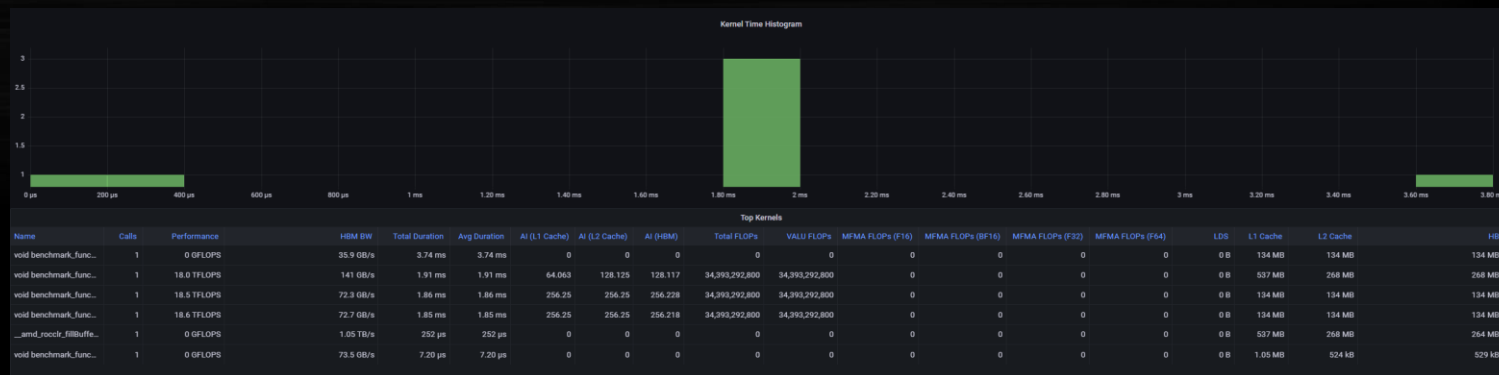 Kernel Time Histogram
3
2.5
2
1.5
1
0 µs 200 µs 400 µs 600 µs 800 µs 1 ms 1.20 ms 1.40 ms 1.60 ms 1.80 ms 2 ms 2.20 ms 2.40 ms 2.60 ms 2.80 ms 3 ms 3.20 ms 3.40 ms 3.60 ms 3.80 m
Top Kernels
Name Calls Performance HBM BW Total Duration Avg Duration AI (L1 Cache) AI (L2 Cache) AI (HBM) Total FLOPs VALU FLOPs MFMA FLOPs (F16) MFMA FLOPs (BF16) MFMA FLOPs (F32) MFMA FLOPs (F64) LDS L1 Cache L2 Cache HB
void benchmark_func... 1 0 GFLOPS 35.9 GB/s 3.74 ms 3.74 ms 0 0 0 0 0 0 0 0 0 0 B 134 MB 134 MB 134 MB
void benchmark_func... 1 18.0 TFLOPS 141 GB/s 1.91 ms 1.91 ms 64.063 128.125 128.117 34,393,292,800 34,393,292,800 0 0 0 0 0 B 537 MB 268 MB 268 MB
void benchmark_func... 1 18.5 TFLOPS 72.3 GB/s 1.86 ms 1.86 ms 256.25 256.25 256.228 34,393,292,800 34,393,292,800 0 0 0 0 0 B 134 MB 134 MB 134 MB
void benchmark_func... 1 18.6 TFLOPS 72.7 GB/s 1.85 ms 1.85 ms 256.25 256.25 256.218 34,393,292,800 34,393,292,800 0 0 0 0 0 B 134 MB 134 MB 134 MB
__amd_rocclr_fillBuffe... 1 0 GFLOPS 1.05 TB/s 252 µs 252 µs 0 0 0 0 0 0 0 0 0 0 B 537 MB 268 MB 264 MB
void benchmark_func... 1 0 GFLOPS 73.5 GB/s 7.20 µs 7.20 µs 0 0 0 0 0 0 0 0 0 0 B 1.05 MB 524 kB 529 kB